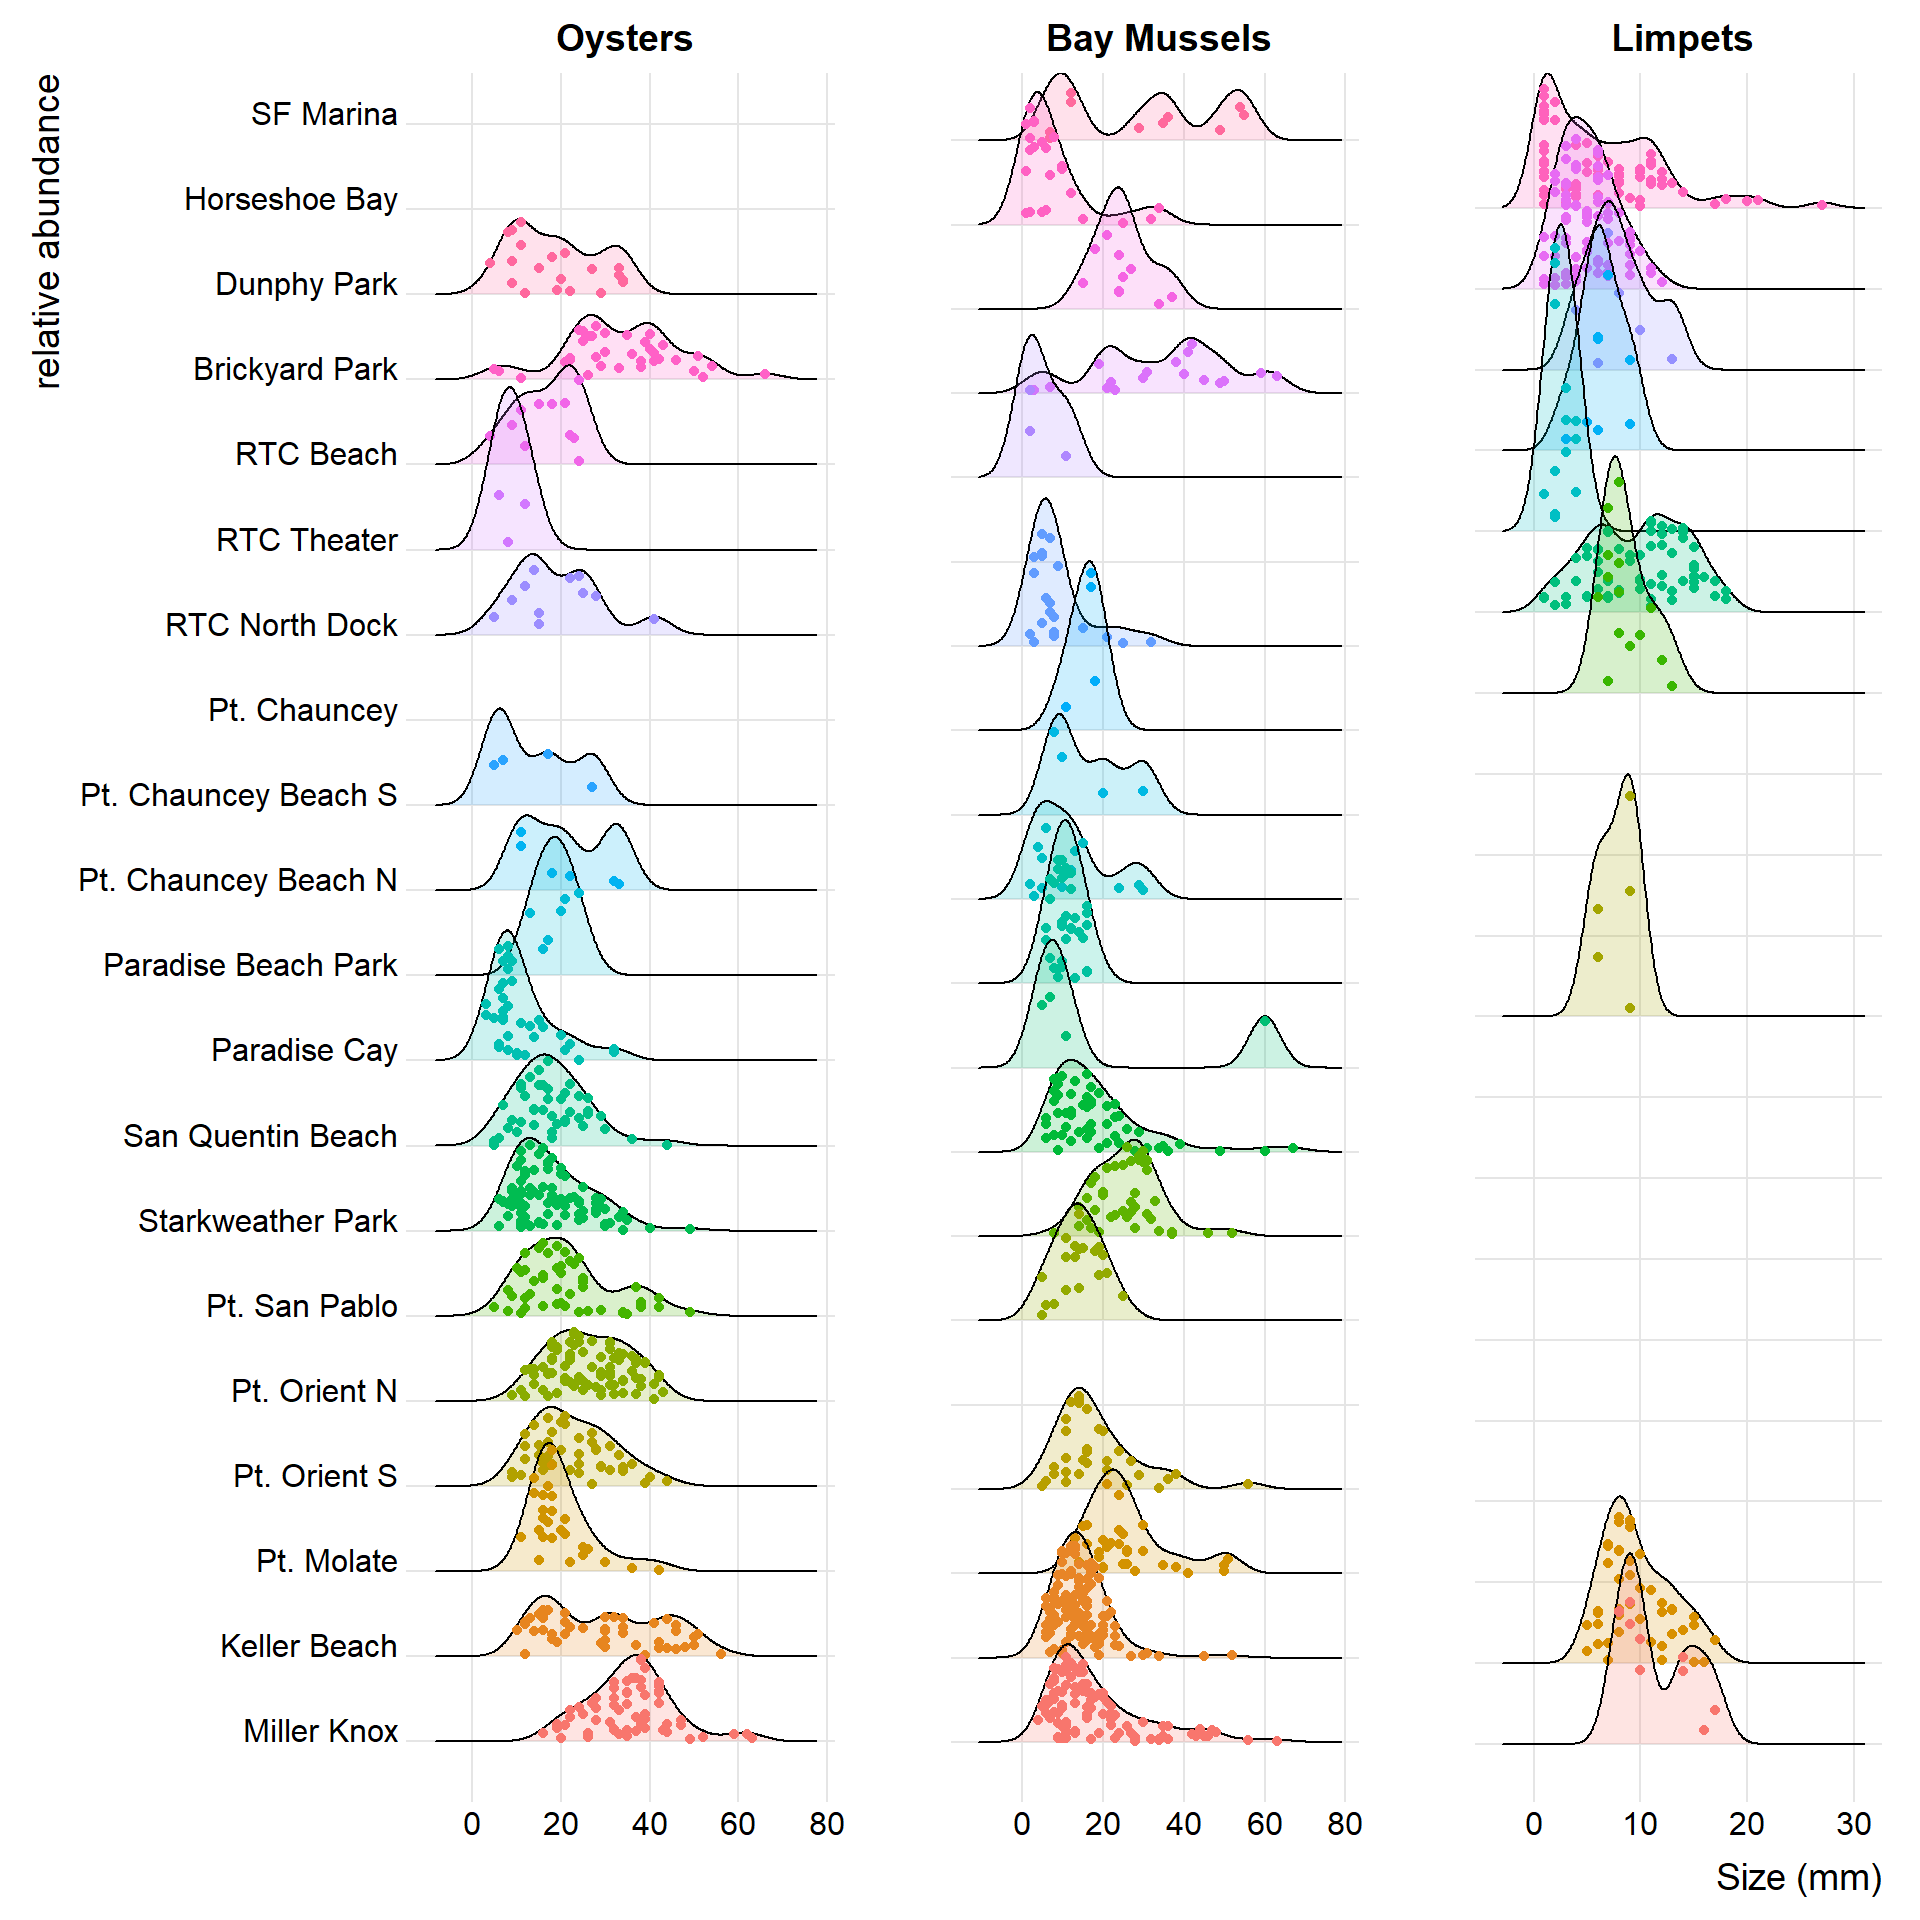 Oysters Bay Mussels Limpets
relative abundance
SF Marina
Horseshoe Bay
Dunphy Park
Brickyard Park
RTC Beach
RTC Theater
RTC North Dock
Pt. Chauncey
Pt. Chauncey Beach S
Pt. Chauncey Beach N
Paradise Beach Park
Paradise Cay
San Quentin Beach
Starkweather Park
Pt. San Pablo
Pt. Orient N
Pt. Orient S
Pt. Molate
Keller Beach
Miller Knox
0 20 40 60 80 0 20 40 60 80 0 10 20 30
Size (mm)